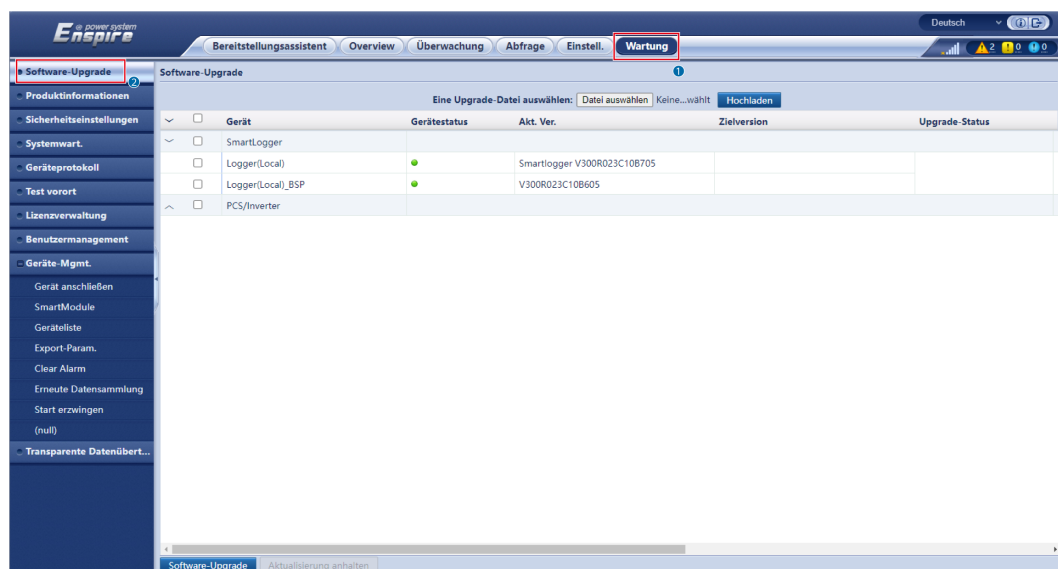 e power system
Enspire
Deutsch
Bereitstellungsassistent Overview Überwachung Abfrage Einstell. Wartung
2 0 0
1
Software-Upgrade
2
Produktinformationen
Sicherheitseinstellungen
Systemwart.
Geräteprotokoll
Test vorort
Lizenzverwaltung
Benutzermanagement
Geräte-Mgmt.
Gerät anschließen
SmartModule
Geräteliste
Export-Param.
Clear Alarm
Erneute Datensammlung
Start erzwingen
(null)
Transparente Datenübert...
Software-Upgrade
Eine Upgrade-Datei auswählen: Datei auswählen Keine...wählt Hochladen
Gerät Gerätestatus Akt. Ver. Zielversion Upgrade-Status
SmartLogger
Logger(Local) Smartlogger V300R023C10B705
Logger(Local)_BSP V300R023C10B605
PCS/Inverter
Software-Upgrade Aktualisierung anhalten